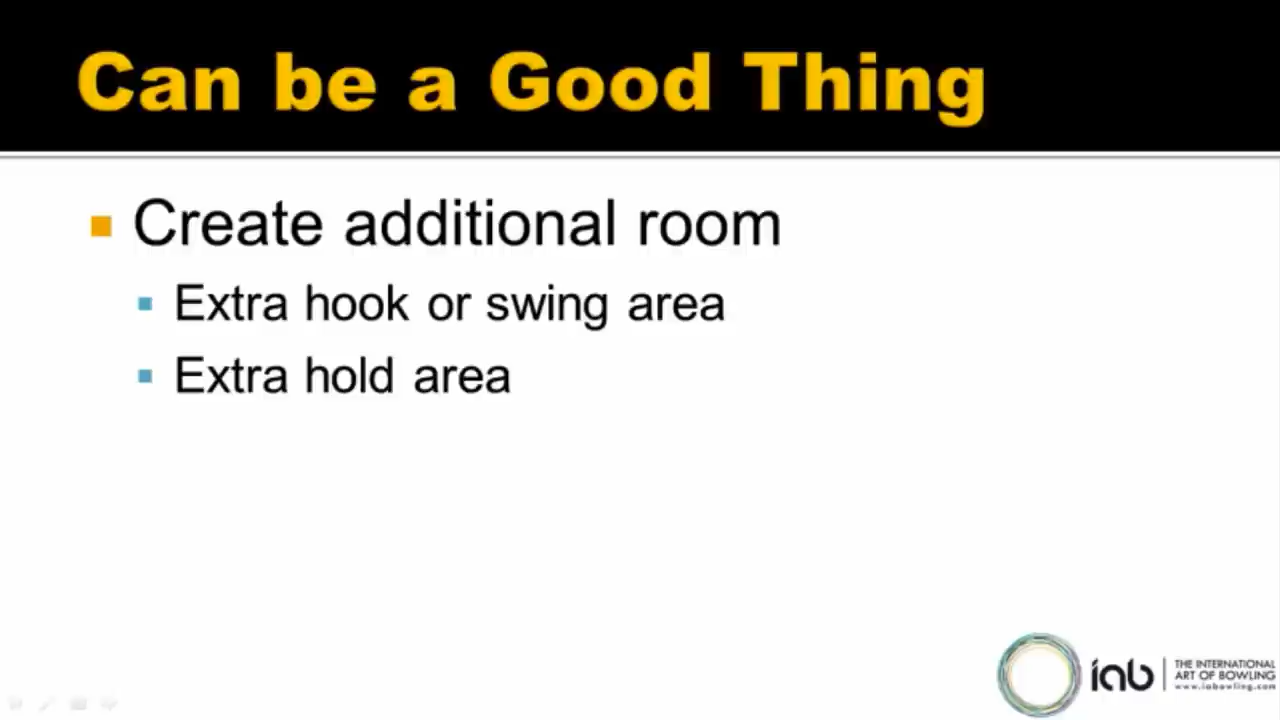 Can be a Good Thing
Create additional room
Extra hook or swing area
Extra hold area
iab
THE INTERNATIONAL
ART OF BOWLING
www.iabowling.com